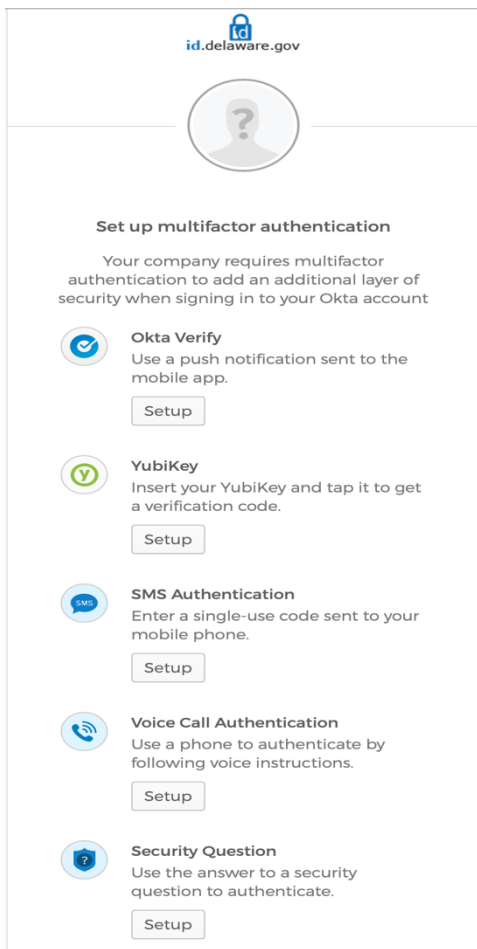 id
id.delaware.gov
?
Set up multifactor authentication
Your company requires multifactor
authentication to add an additional layer of
security when signing in to your Okta account
Okta Verify
Use a push notification sent to the
mobile app.
Setup
YubiKey
Insert your YubiKey and tap it to get
a verification code.
Setup
SMS
SMS Authentication
Enter a single-use code sent to your
mobile phone.
Setup
Voice Call Authentication
Use a phone to authenticate by
following voice instructions.
Setup
?
Security Question
Use the answer to a security
question to authenticate.
Setup